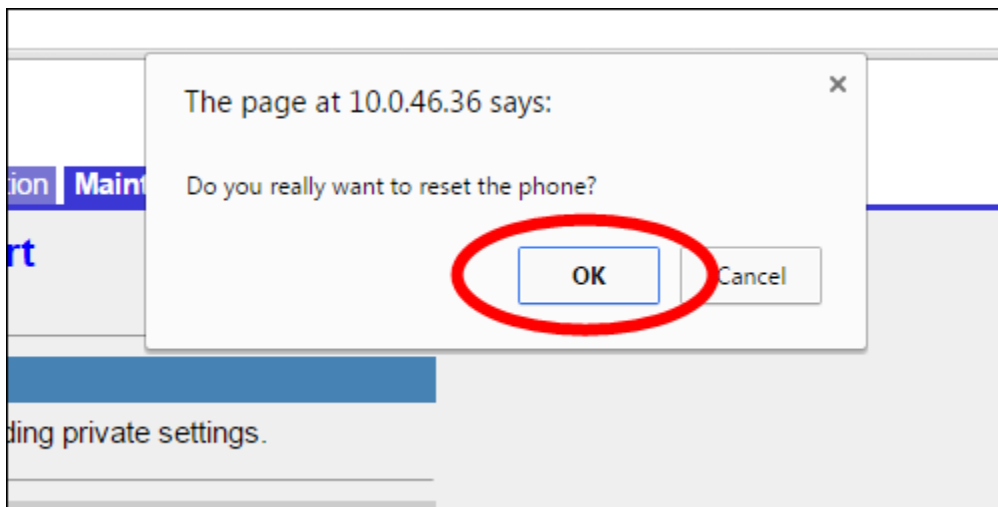 The page at 10.0.46.36 says:
Do you really want to reset the phone?
OK Cancel
tion Maint
rt
ding private settings.